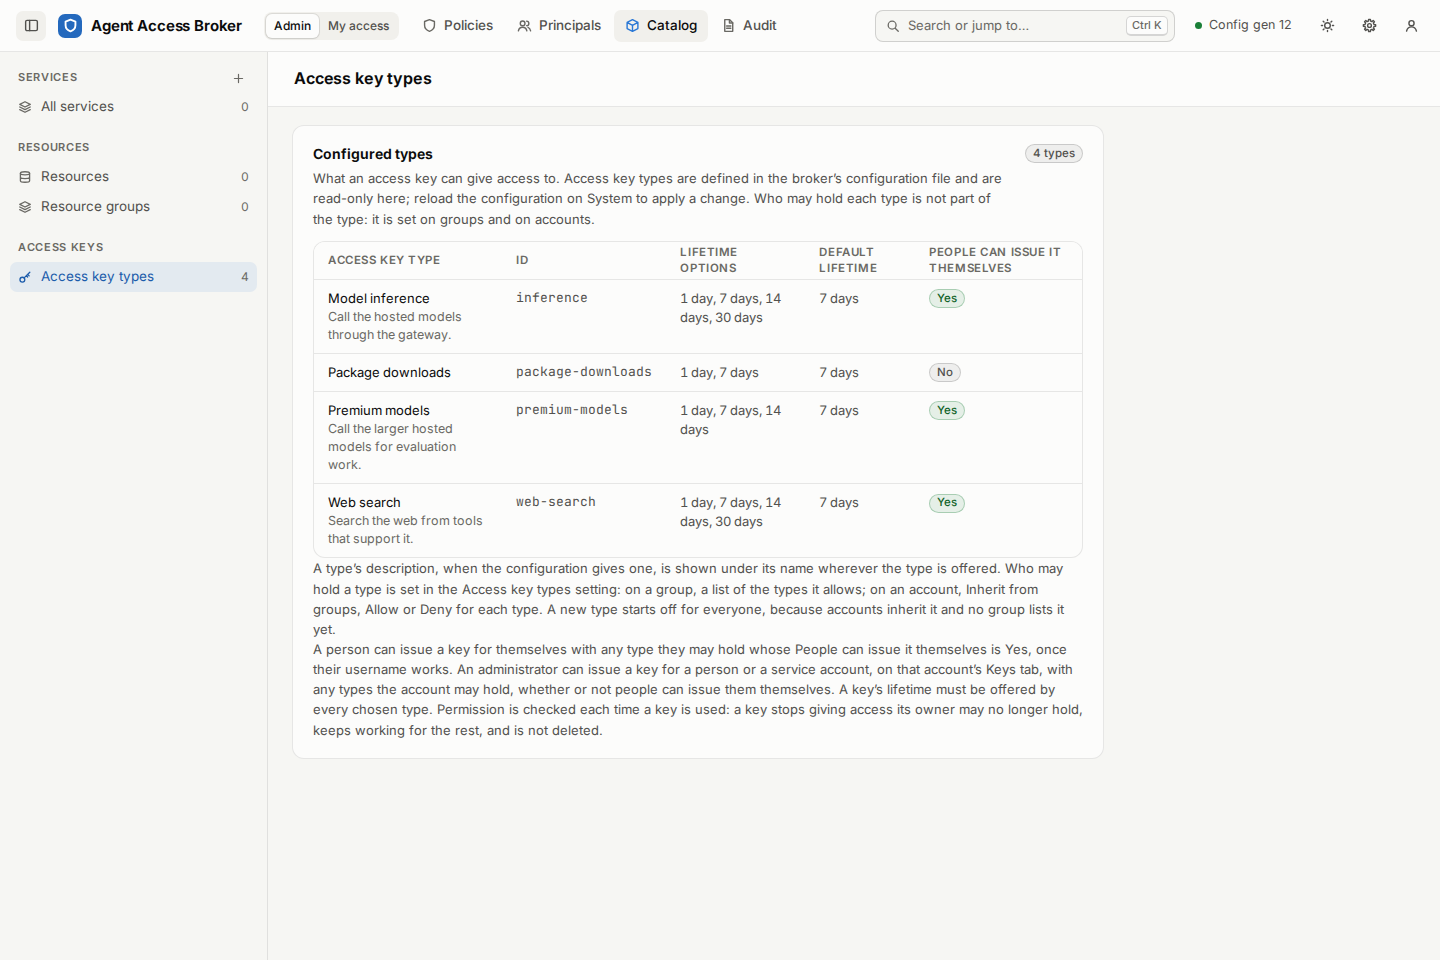 Agent Access Broker
Admin
My access
Policies
Principals
Catalog
Audit
Search or jump to...
Ctrl K
Config gen 12
SERVICES
All services
0
RESOURCES
Resources
0
Resource groups
0
ACCESS KEYS
Access key types
4
Access key types
Configured types
4 types
What an access key can give access to. Access key types are defined in the broker's configuration file and are
read-only here; reload the configuration on System to apply a change. Who may hold each type is not part of
the type: it is set on groups and on accounts.
ACCESS KEY TYPE
ID
LIFETIME
OPTIONS
DEFAULT
LIFETIME
PEOPLE CAN ISSUE IT
THEMSELVES
Model inference
Call the hosted models
through the gateway.
inference
1 day, 7 days, 14
days, 30 days
7 days
Yes
Package downloads
package-downloads
1 day, 7 days
7 days
No
Premium models
Call the larger hosted
models for evaluation
work.
premium-models
1 day, 7 days, 14
days
7 days
Yes
Web search
Search the web from tools
that support it.
web-search
1 day, 7 days, 14
days, 30 days
7 days
Yes
A type's description, when the configuration gives one, is shown under its name wherever the type is offered. Who may
hold a type is set in the Access key types setting: on a group, a list of the types it allows; on an account, Inherit from
groups, Allow or Deny for each type. A new type starts off for everyone, because accounts inherit it and no group lists it
yet.
A person can issue a key for themselves with any type they may hold whose People can issue it themselves is Yes, once
their username works. An administrator can issue a key for a person or a service account, on that account's Keys tab, with
any types the account may hold, whether or not people can issue them themselves. A key's lifetime must be offered by
every chosen type. Permission is checked each time a key is used: a key stops giving access its owner may no longer hold,
keeps working for the rest, and is not deleted.